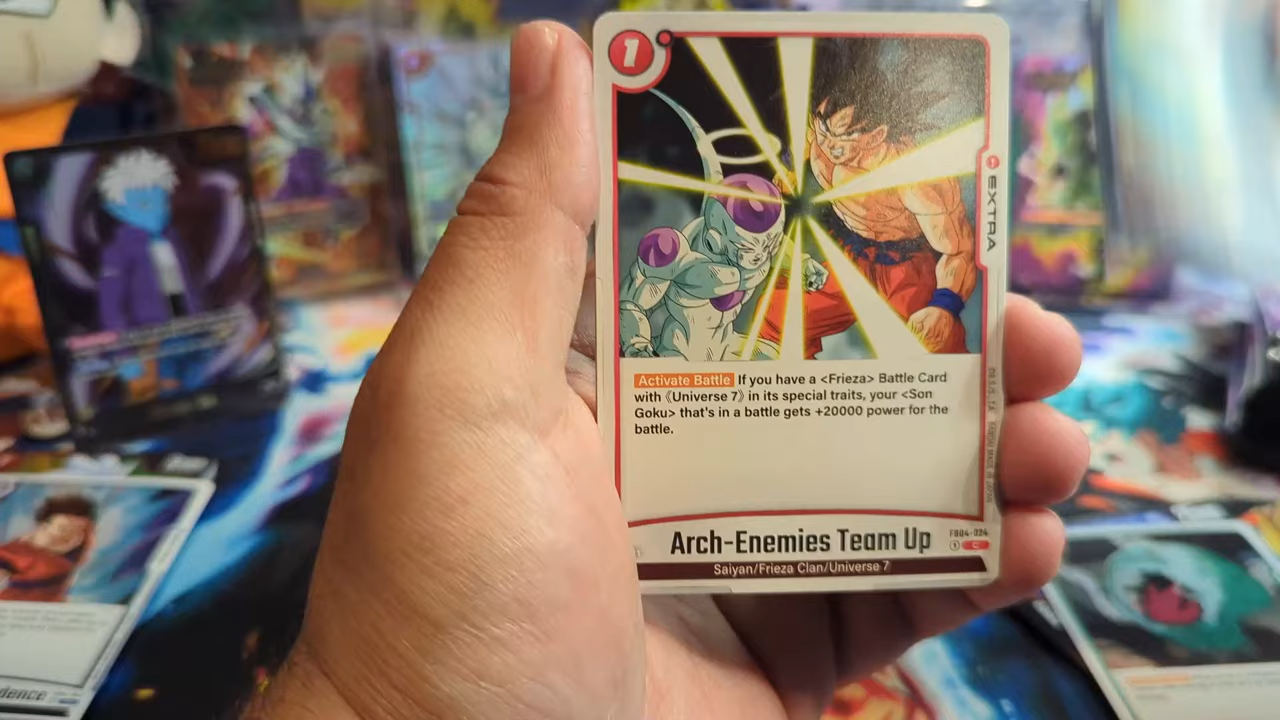 1
EXTRA
Activate Battle If you have a <Frieza> Battle Card
with 《Universe 7》 in its special traits, your <Son
Goku> that's in a battle gets +20000 power for the
battle.
Arch-Enemies Team Up
FB04-024
C
Saiyan/Frieza Clan/Universe 7
dence